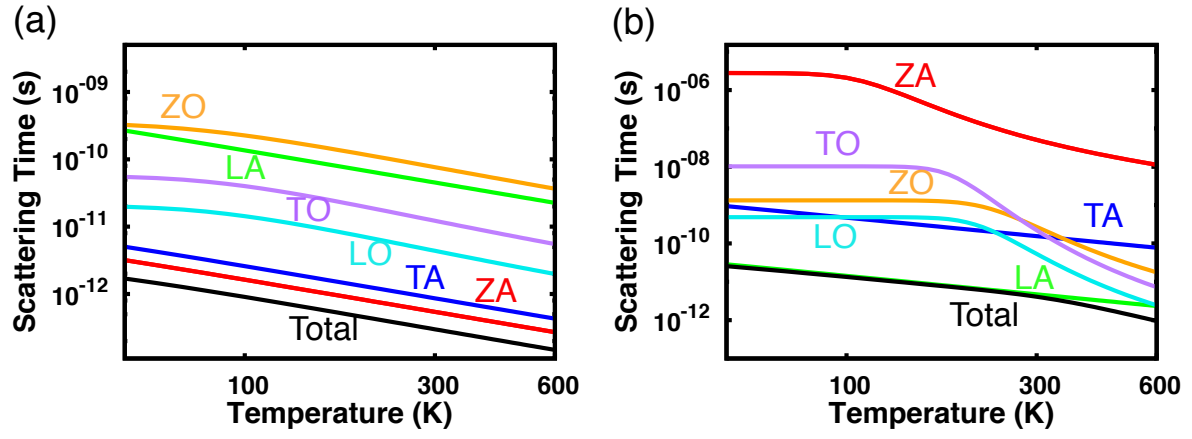 (a)
Scattering Time (s)
10^-09
10^-10
10^-11
10^-12
ZO
LA
TO
LO
TA
ZA
Total
100
300
600
Temperature (K)
(b)
Scattering Time (s)
10^-06
10^-08
10^-10
10^-12
ZA
TO
ZO
TA
LO
LA
Total
100
300
600
Temperature (K)